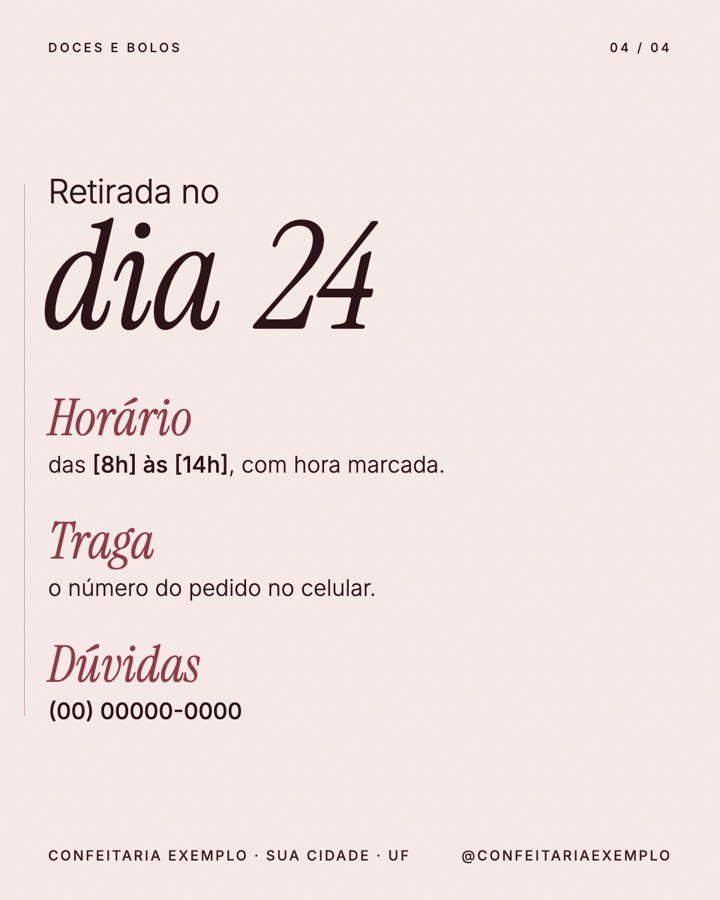 DOCES E BOLOS
04 / 04
Retirada no
dia 24
Horário
das [8h] às [14h], com hora marcada.
Traga
o número do pedido no celular.
Dúvidas
(00) 00000-0000
CONFEITARIA EXEMPLO · SUA CIDADE · UF
@CONFEITARIAEXEMPLO